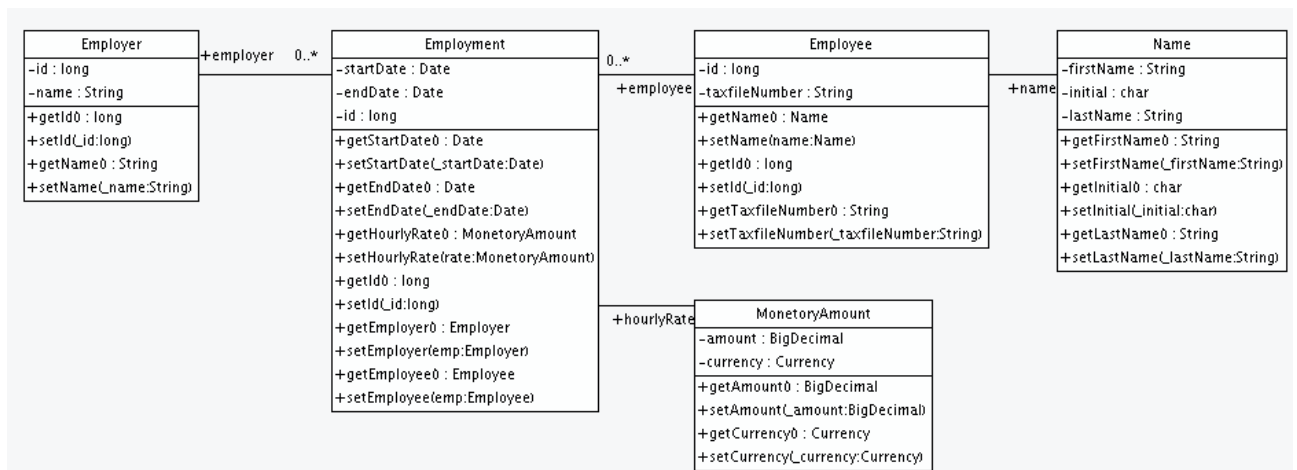 Employer
-id : long
-name : String
+getId() : long
+setId(_id:long)
+getName() : String
+setName(_name:String)
+employer 0..*
Employment
-startDate : Date
-endDate : Date
-id : long
+getStartDate() : Date
+setStartDate(_startDate:Date)
+getEndDate() : Date
+setEndDate(_endDate:Date)
+getHourlyRate() : MonetoryAmount
+setHourlyRate(rate:MonetoryAmount)
+getId() : long
+setId(_id:long)
+getEmployer() : Employer
+setEmployer(emp:Employer)
+getEmployee() : Employee
+setEmployee(emp:Employee)
0..*
+employee
Employee
-id : long
-taxfileNumber : String
+getName() : Name
+setName(name:Name)
+getId() : long
+setId(_id:long)
+getTaxfileNumber() : String
+setTaxfileNumber(_taxfileNumber:String)
+name
Name
-firstName : String
-initial : char
-lastName : String
+getFirstName() : String
+setFirstName(_firstName:String)
+getInitial() : char
+setInitial(_initial:char)
+getLastName() : String
+setLastName(_lastName:String)
+hourlyRate
MonetoryAmount
-amount : BigDecimal
-currency : Currency
+getAmount() : BigDecimal
+setAmount(_amount:BigDecimal)
+getCurrency() : Currency
+setCurrency(_currency:Currency)